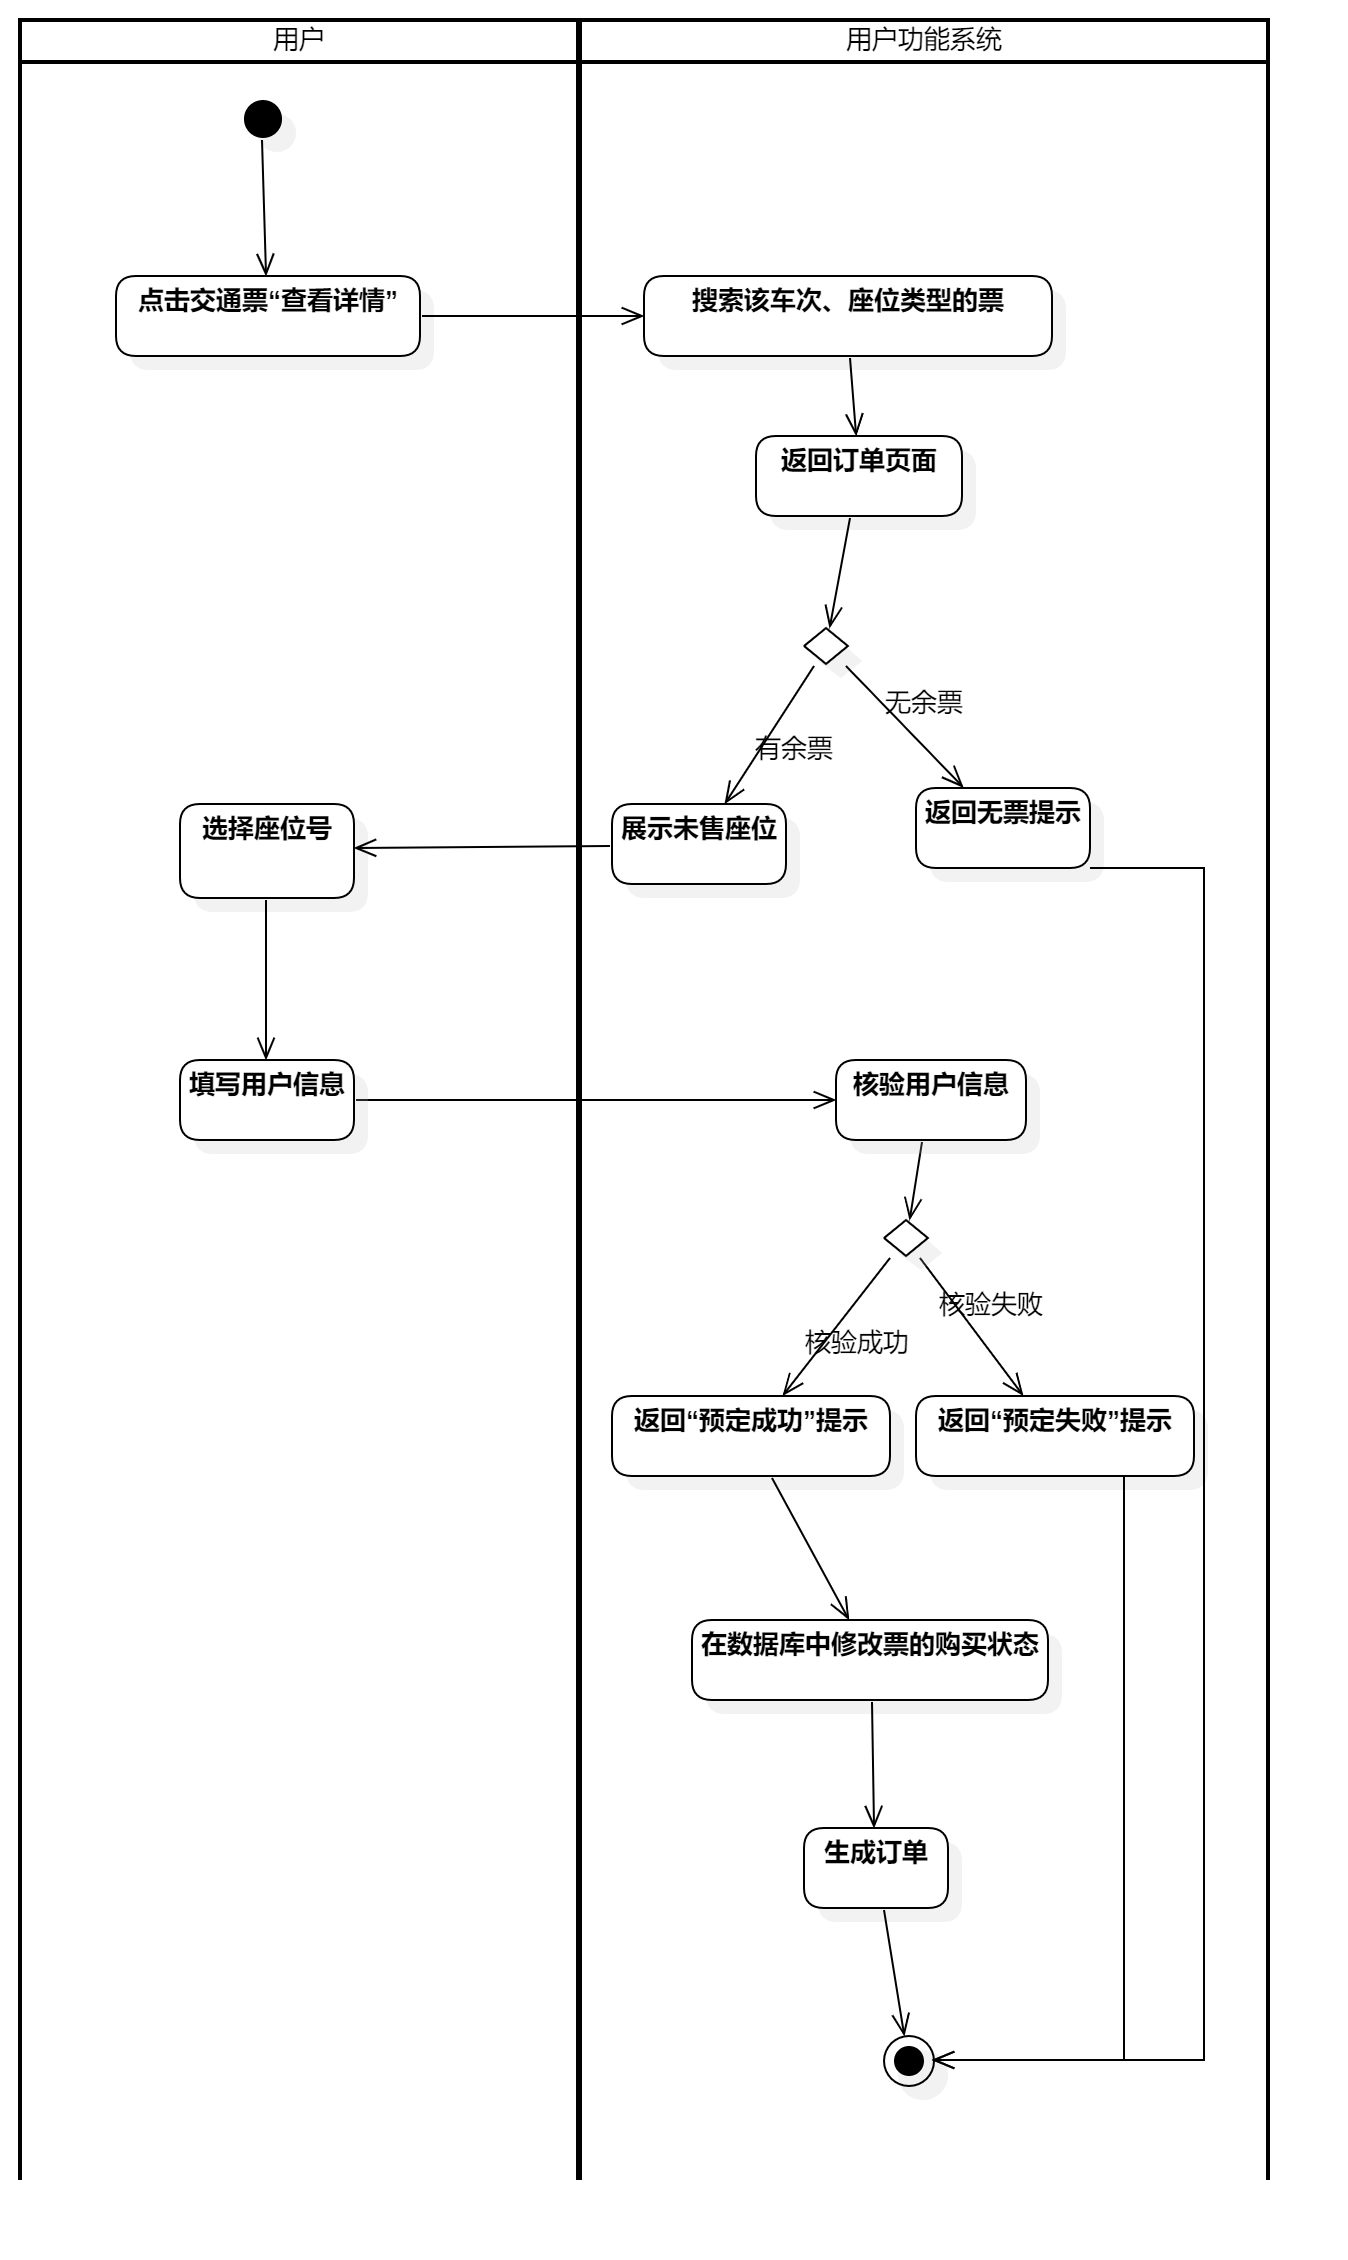 用户
用户功能系统
点击交通票“查看详情”
搜索该车次、座位类型的票
返回订单页面
无余票
有余票
返回无票提示
选择座位号
展示未售座位
填写用户信息
核验用户信息
核验失败
核验成功
返回“预定成功”提示
返回“预定失败”提示
在数据库中修改票的购买状态
生成订单